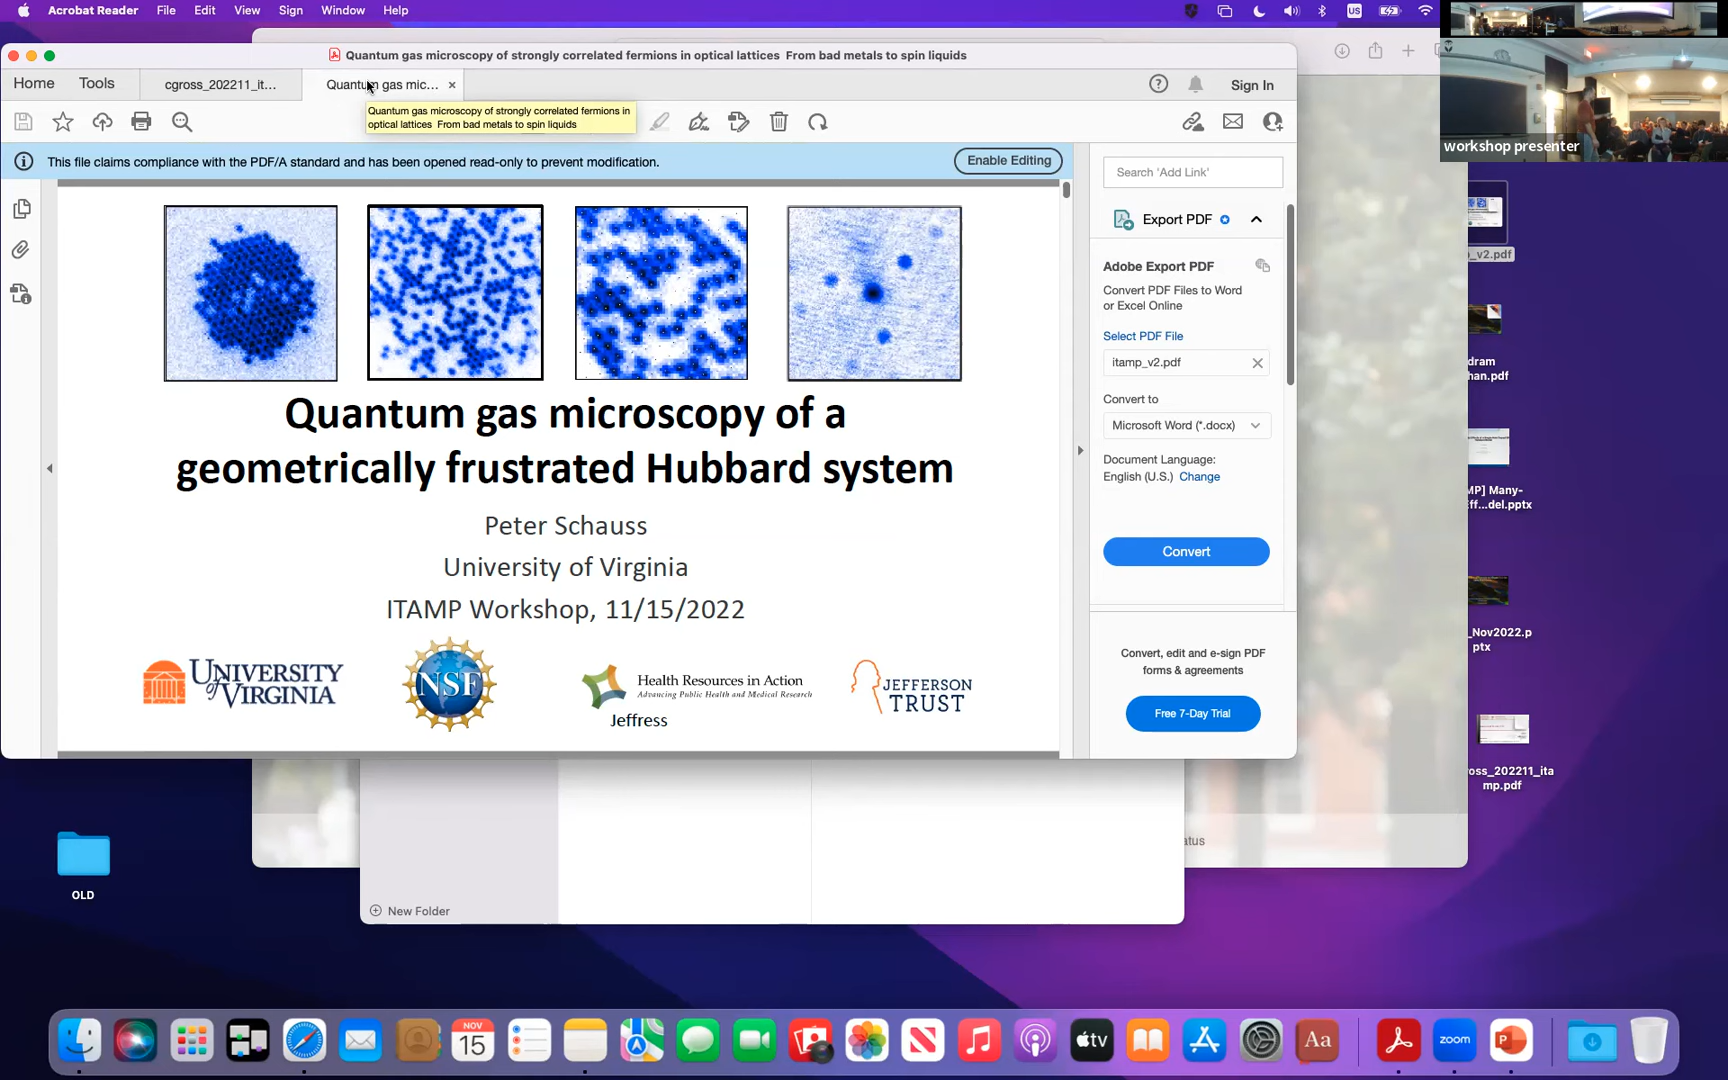 Acrobat Reader File Edit View Sign Window Help
US
Quantum gas microscopy of strongly correlated fermions in optical lattices From bad metals to spin liquids
Home Tools cgross_202211_it... Quantum gas mic... × Sign In
Quantum gas microscopy of strongly correlated fermions in
optical lattices From bad metals to spin liquids
This file claims compliance with the PDF/A standard and has been opened read-only to prevent modification.
Enable Editing
Quantum gas microscopy of a
geometrically frustrated Hubbard system
Peter Schauss
University of Virginia
ITAMP Workshop, 11/15/2022
UNIVERSITY
of VIRGINIA
NSF
Health Resources in Action
Advancing Public Health and Medical Research
Jeffress
JEFFERSON
TRUST
Search 'Add Link'
Export PDF
Adobe Export PDF
Convert PDF Files to Word
or Excel Online
Select PDF File
itamp_v2.pdf
Convert to
Microsoft Word (*.docx)
Document Language:
English (U.S.) Change
Convert
Convert, edit and e-sign PDF
forms & agreements
Free 7-Day Trial
workshop presenter
_v2.pdf
dram
han.pdf
MP] Many-
ff...del.pptx
_Nov2022.p
ptx
ross_202211_ita
mp.pdf
atus
OLD
New Folder
NOV
15
tv
Aa
zoom
P